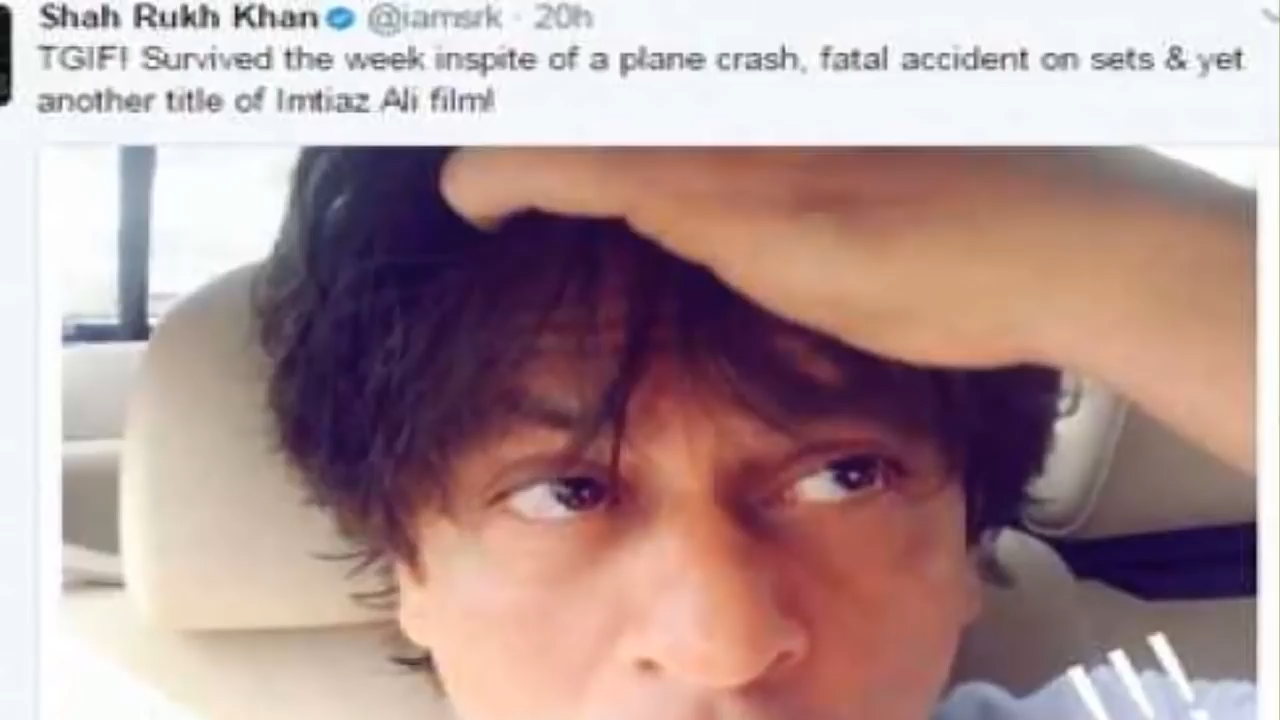 Shah Rukh Khan @iamsrk · 20h
TGIF! Survived the week inspite of a plane crash, fatal accident on sets & yet
another title of Imtiaz Ali film!